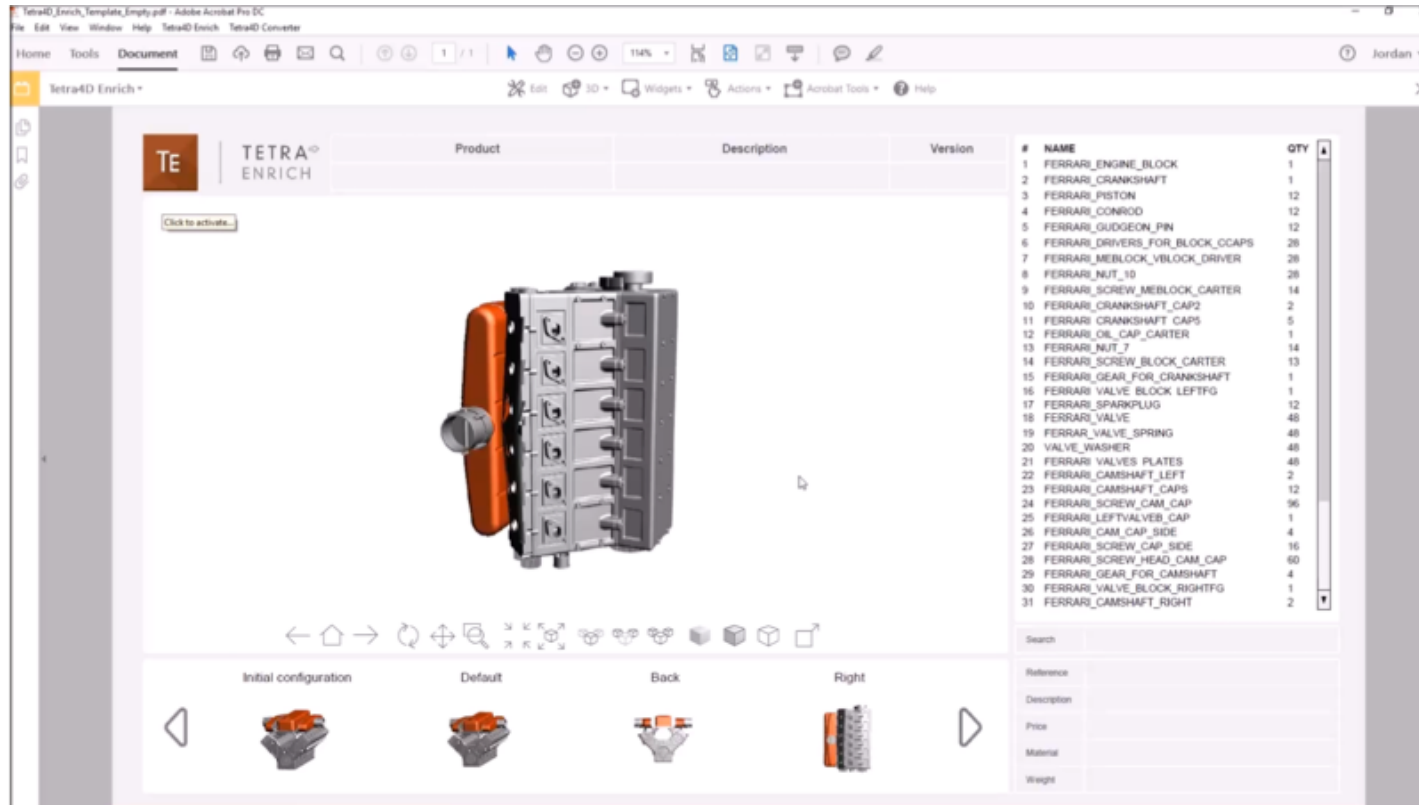 Tetra4D_Enrich_Template_Empty.pdf - Adobe Acrobat Pro DC
File Edit View Window Help Tetra4D Enrich Tetra4D Converter
Home Tools Document 1 / 1 114% Jordan
Tetra4D Enrich Edit 3D Widgets Actions Acrobat Tools Help
TE TETRA4D ENRICH
Product Description Version
Click to activate...
# NAME QTY
1 FERRARI_ENGINE_BLOCK 1
2 FERRARI_CRANKSHAFT 1
3 FERRARI_PISTON 12
4 FERRARI_CONROD 12
5 FERRARI_GUDGEON_PIN 12
6 FERRARI_DRIVERS_FOR_BLOCK_CCAPS 28
7 FERRARI_MEBLOCK_VBLOCK_DRIVER 28
8 FERRARI_NUT_10 28
9 FERRARI_SCREW_MEBLOCK_CARTER 14
10 FERRARI_CRANKSHAFT_CAP2 2
11 FERRARI_CRANKSHAFT_CAP5 5
12 FERRARI_OIL_CAP_CARTER 1
13 FERRARI_NUT_7 14
14 FERRARI_SCREW_BLOCK_CARTER 13
15 FERRARI_GEAR_FOR_CRANKSHAFT 1
16 FERRARI_VALVE_BLOCK_LEFTFG 1
17 FERRARI_SPARKPLUG 12
18 FERRARI_VALVE 48
19 FERRAR_VALVE_SPRING 48
20 VALVE_WASHER 48
21 FERRARI_VALVES_PLATES 48
22 FERRARI_CAMSHAFT_LEFT 2
23 FERRARI_CAMSHAFT_CAPS 12
24 FERRARI_SCREW_CAM_CAP 96
25 FERRARI_LEFTVALVEB_CAP 1
26 FERRARI_CAM_CAP_SIDE 4
27 FERRARI_SCREW_CAP_SIDE 16
28 FERRARI_SCREW_HEAD_CAM_CAP 60
29 FERRARI_GEAR_FOR_CAMSHAFT 4
30 FERRARI_VALVE_BLOCK_RIGHTFG 1
31 FERRARI_CAMSHAFT_RIGHT 2
Search
Reference
Description
Price
Material
Weight
Initial configuration Default Back Right